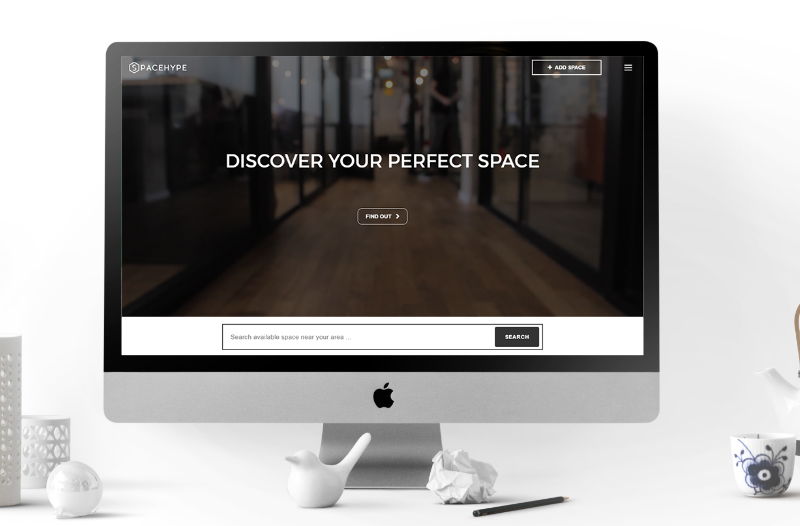 SPACEHYPE
+ ADD SPACE
DISCOVER YOUR PERFECT SPACE
FIND OUT >
Search available space near your area ...
SEARCH